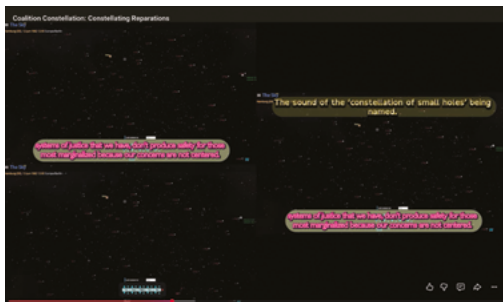 Coalition Constellation: Constellating Reparations
systems of justice that we have, don't produce safety for those
most marginalized because our concerns are not centered.
The sound of the 'constellation of small holes' being
named.
systems of justice that we have, don't produce safety for those
most marginalized because our concerns are not centered.